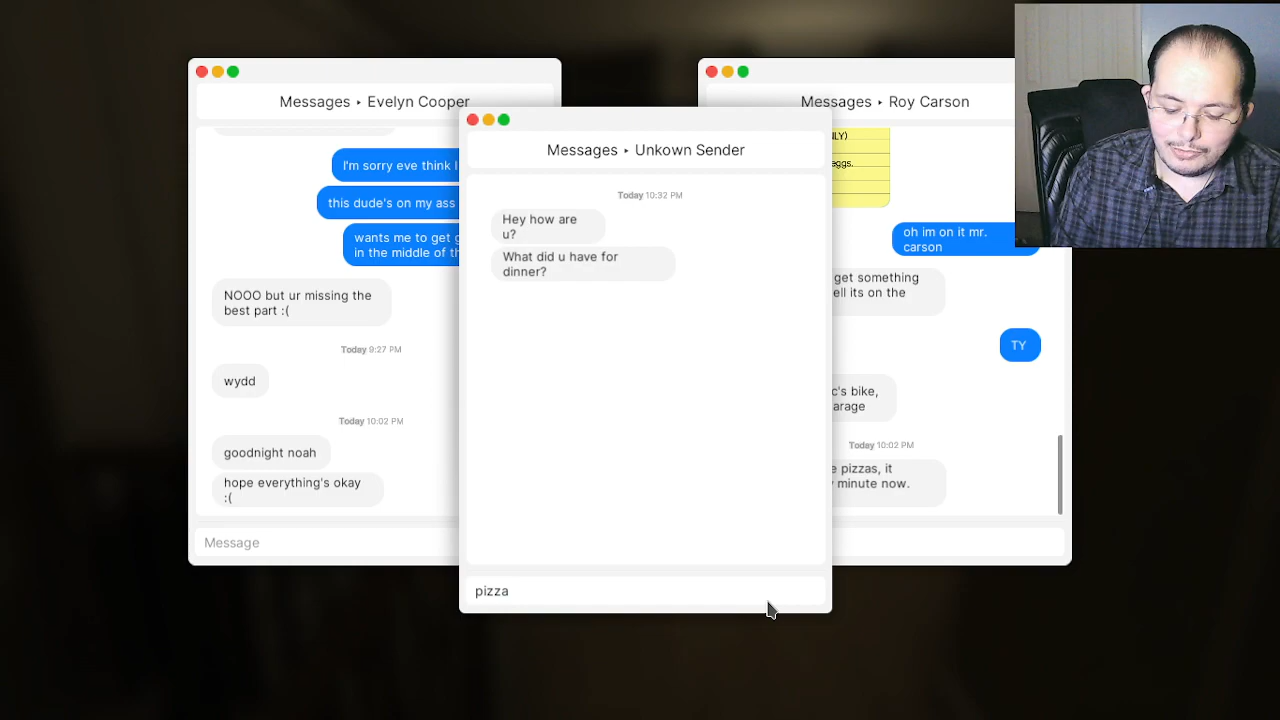 Messages ▸ Evelyn Cooper
I'm sorry eve think I
this dude's on my ass
wants me to get g
in the middle of th
NOOO but ur missing the
best part :(
Today 9:27 PM
wydd
Today 10:02 PM
goodnight noah
hope everything's okay
:(
Message
Messages ▸ Unkown Sender
Today 10:32 PM
Hey how are
u?
What did u have for
dinner?
pizza
Messages ▸ Roy Carson
NLY)
eggs.
oh im on it mr.
carson
get something
ell its on the
TY
c's bike,
arage
Today 10:02 PM
e pizzas, it
minute now.